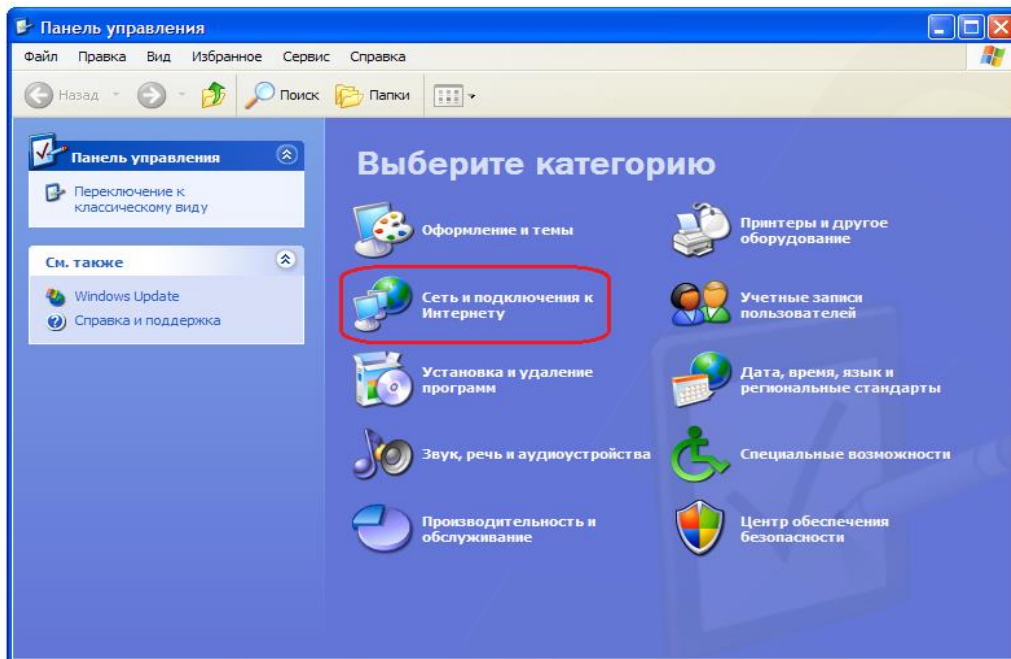 Панель управления
Файл Правка Вид Избранное Сервис Справка
Назад Поиск Папки
Панель управления
Переключение к
классическому виду
См. также
Windows Update
Справка и поддержка
Выберите категорию
Оформление и темы
Принтеры и другое
оборудование
Сеть и подключения к
Интернету
Учетные записи
пользователей
Установка и удаление
программ
Дата, время, язык и
региональные стандарты
Звук, речь и аудиоустройства
Специальные возможности
Производительность и
обслуживание
Центр обеспечения
безопасности